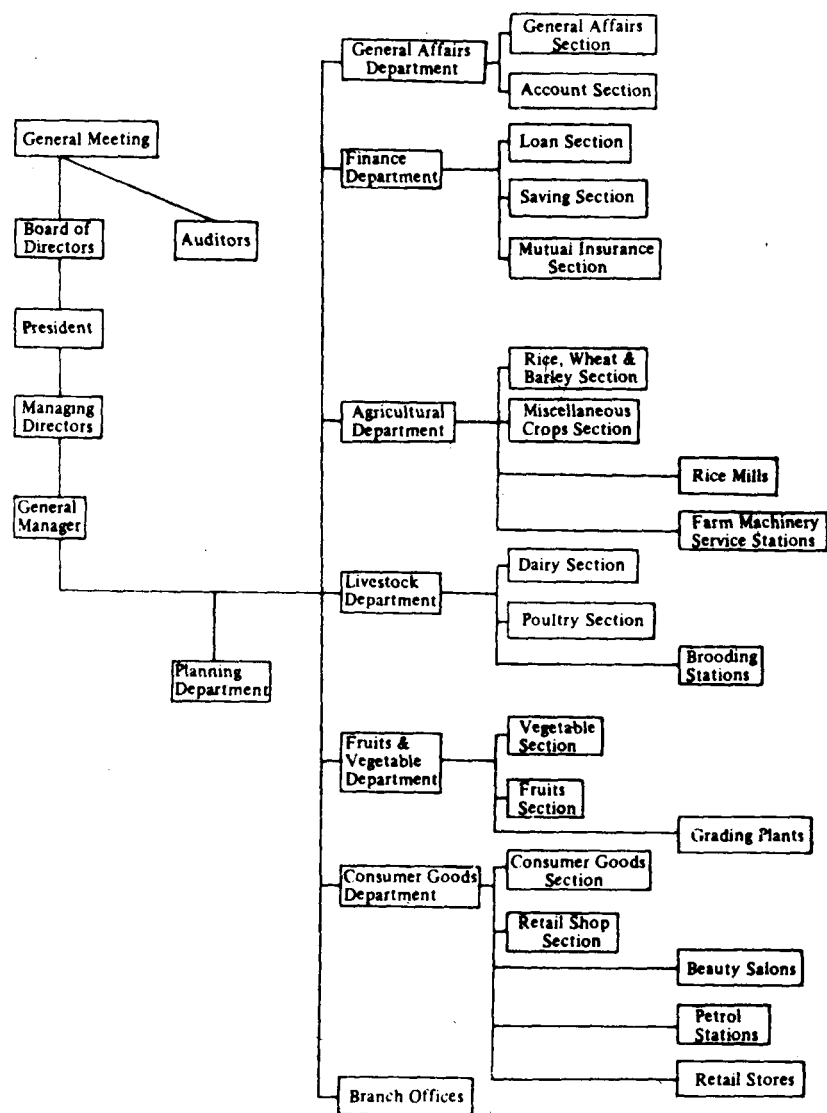 General Meeting
Board of
Directors
Auditors
President
Managing
Directors
General
Manager
Planning
Department
General Affairs
Department
General Affairs
Section
Account Section
Finance
Department
Loan Section
Saving Section
Mutual Insurance
Section
Agricultural
Department
Rice, Wheat &
Barley Section
Miscellaneous
Crops Section
Rice Mills
Farm Machinery
Service Stations
Livestock
Department
Dairy Section
Poultry Section
Brooding
Stations
Fruits &
Vegetable
Department
Vegetable
Section
Fruits
Section
Grading Plants
Consumer Goods
Department
Consumer Goods
Section
Retail Shop
Section
Beauty Salons
Petrol
Stations
Retail Stores
Branch Offices